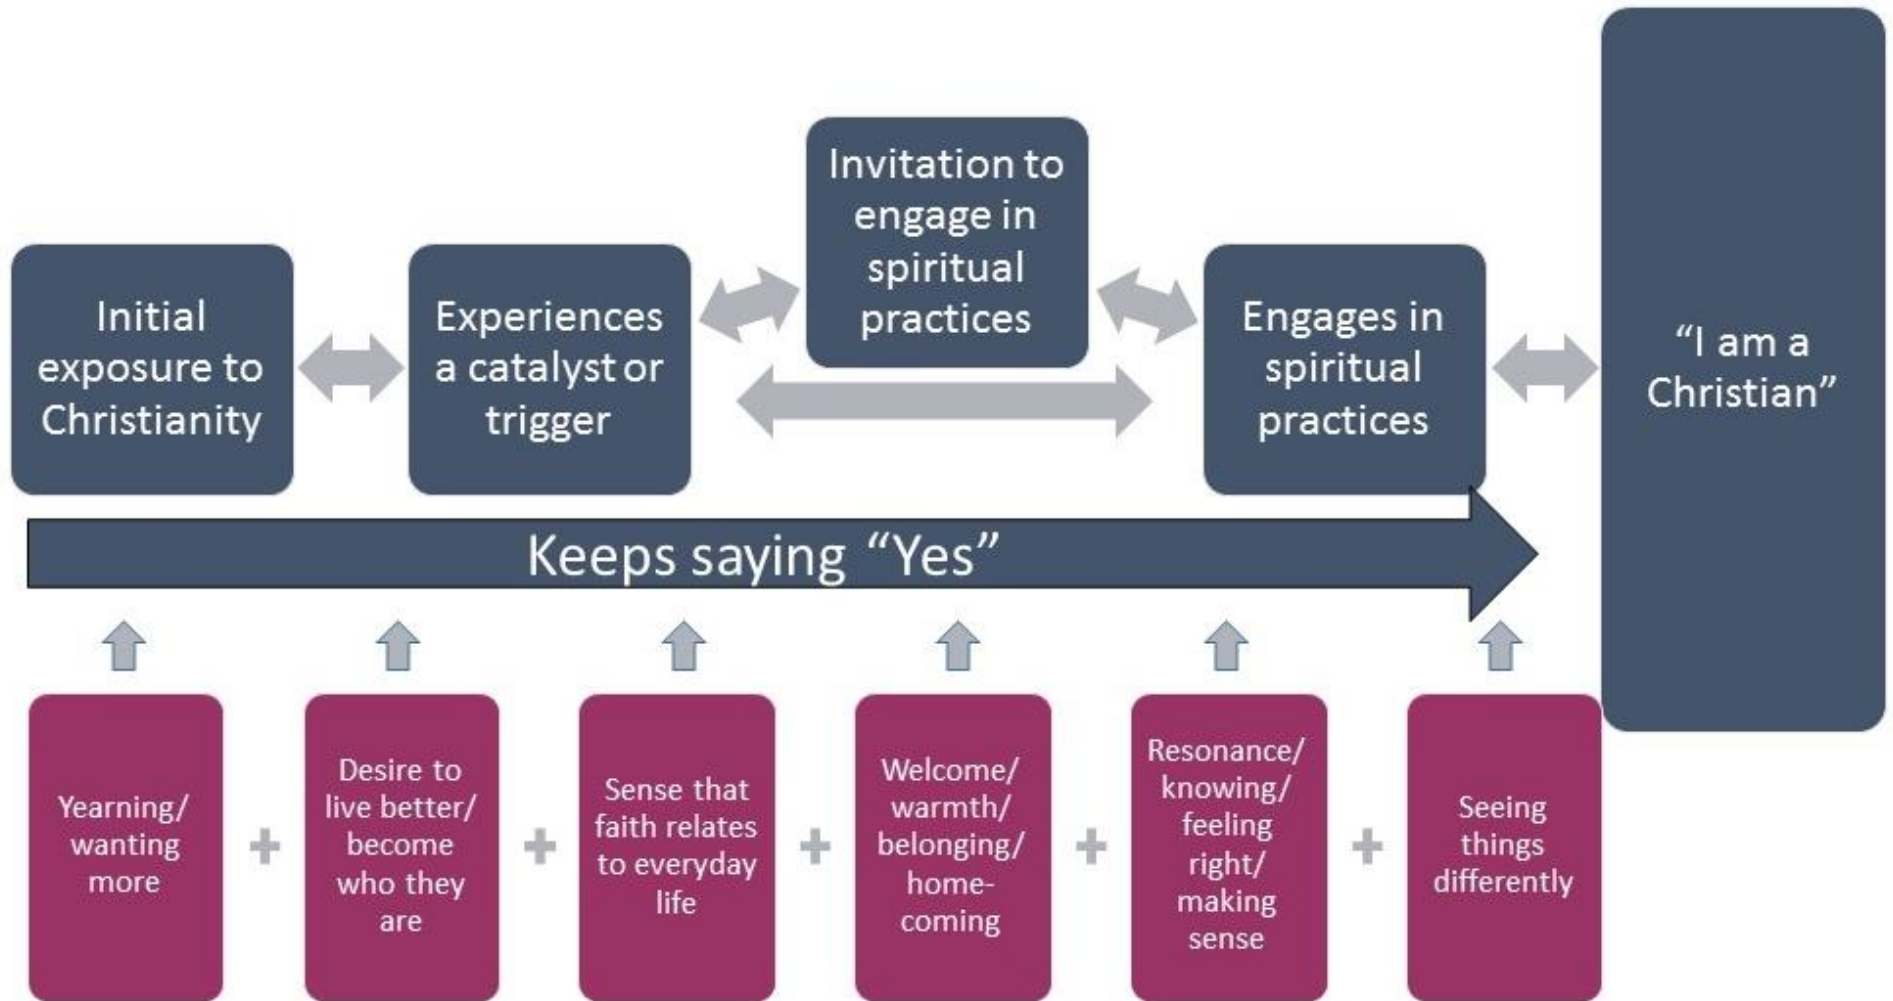 Initial
exposure to
Christianity
Experiences
a catalyst or
trigger
Invitation to
engage in
spiritual
practices
Engages in
spiritual
practices
“I am a
Christian”
Keeps saying “Yes”
Yearning/
wanting
more
+
Desire to
live better/
become
who they
are
+
Sense that
faith relates
to everyday
life
+
Welcome/
warmth/
belonging/
home-
coming
+
Resonance/
knowing/
feeling
right/
making
sense
+
Seeing
things
differently